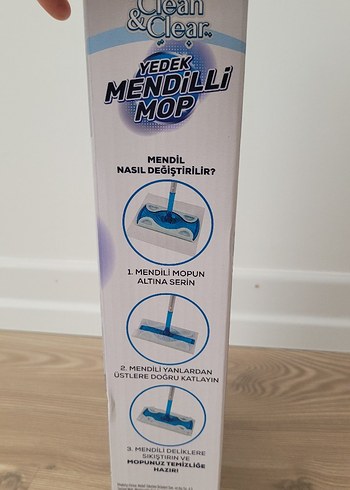 Clean
& Clear
YEDEK
MENDİLLİ
MOP
MENDİL
NASIL DEĞİŞTİRİLİR?
1. MENDİLİ MOPUN
ALTINA SERİN
2. MENDİLİ YANLARDAN
ÜSTLERE DOĞRU KATLAYIN
3. MENDİLİ DELİKLERE
SIKIŞTIRIN VE
MOPUNUZ TEMİZLİĞE
HAZIR!